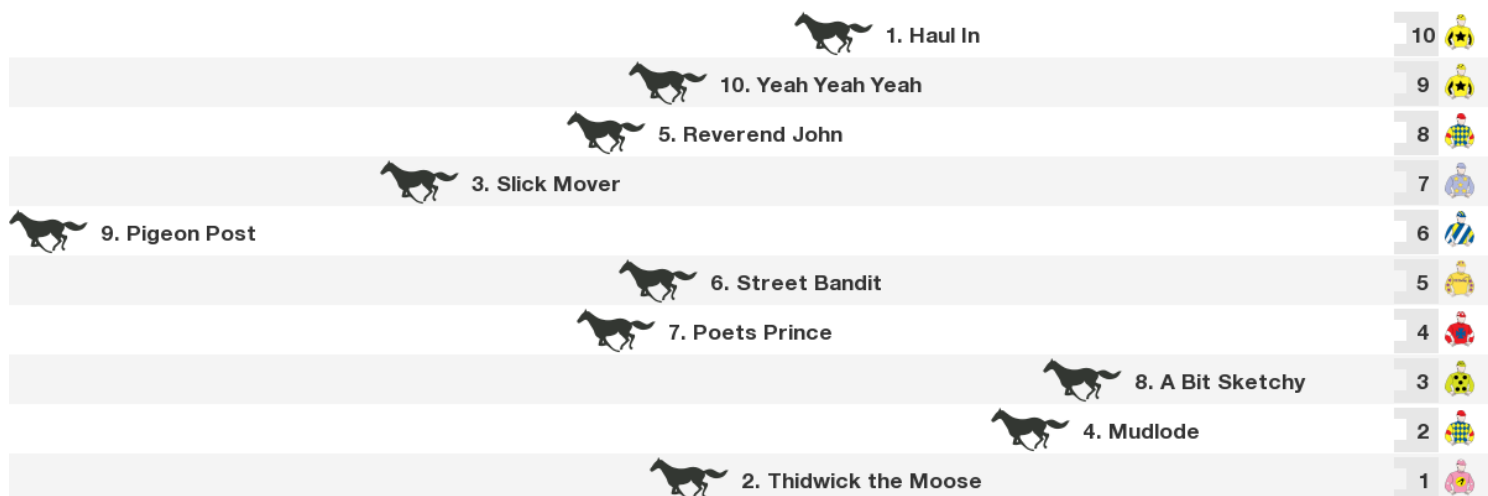 1. Haul In 10
10. Yeah Yeah Yeah 9
5. Reverend John 8
3. Slick Mover 7
9. Pigeon Post 6
6. Street Bandit 5
7. Poets Prince 4
8. A Bit Sketchy 3
4. Mudlode 2
2. Thidwick the Moose 1